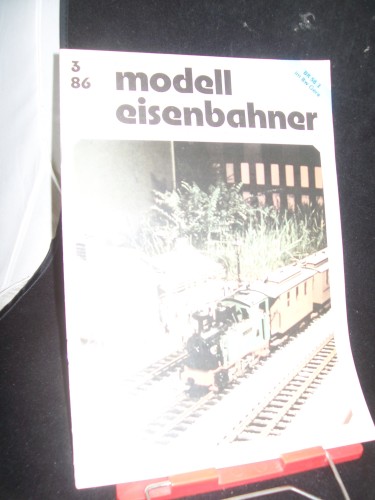 3
86
modell
eisenbahner